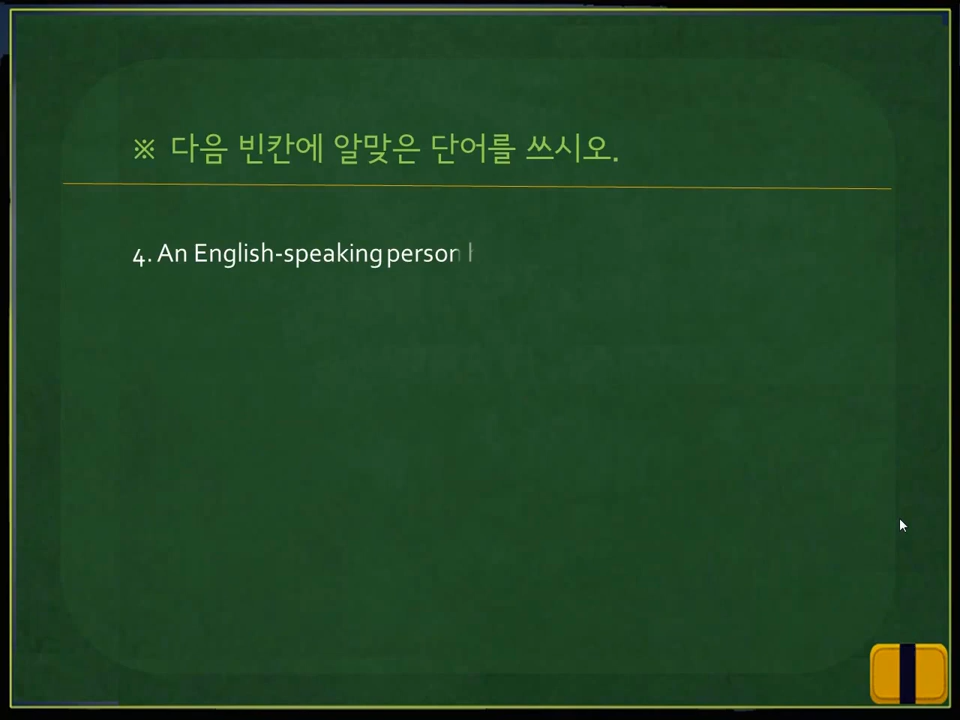 ※ 다음 빈칸에 알맞은 단어를 쓰시오.
4. An English-speaking person